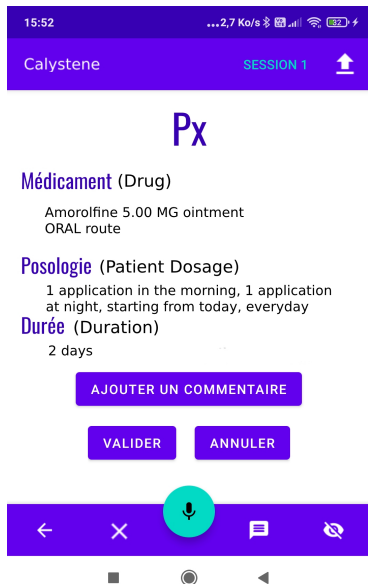 15:52 ...2,7 Ko/s 82
Calystene SESSION 1
Px
Médicament (Drug)
Amorolfine 5.00 MG ointment
ORAL route
Posologie (Patient Dosage)
1 application in the morning, 1 application
at night, starting from today, everyday
Durée (Duration)
2 days
AJOUTER UN COMMENTAIRE
VALIDER ANNULER